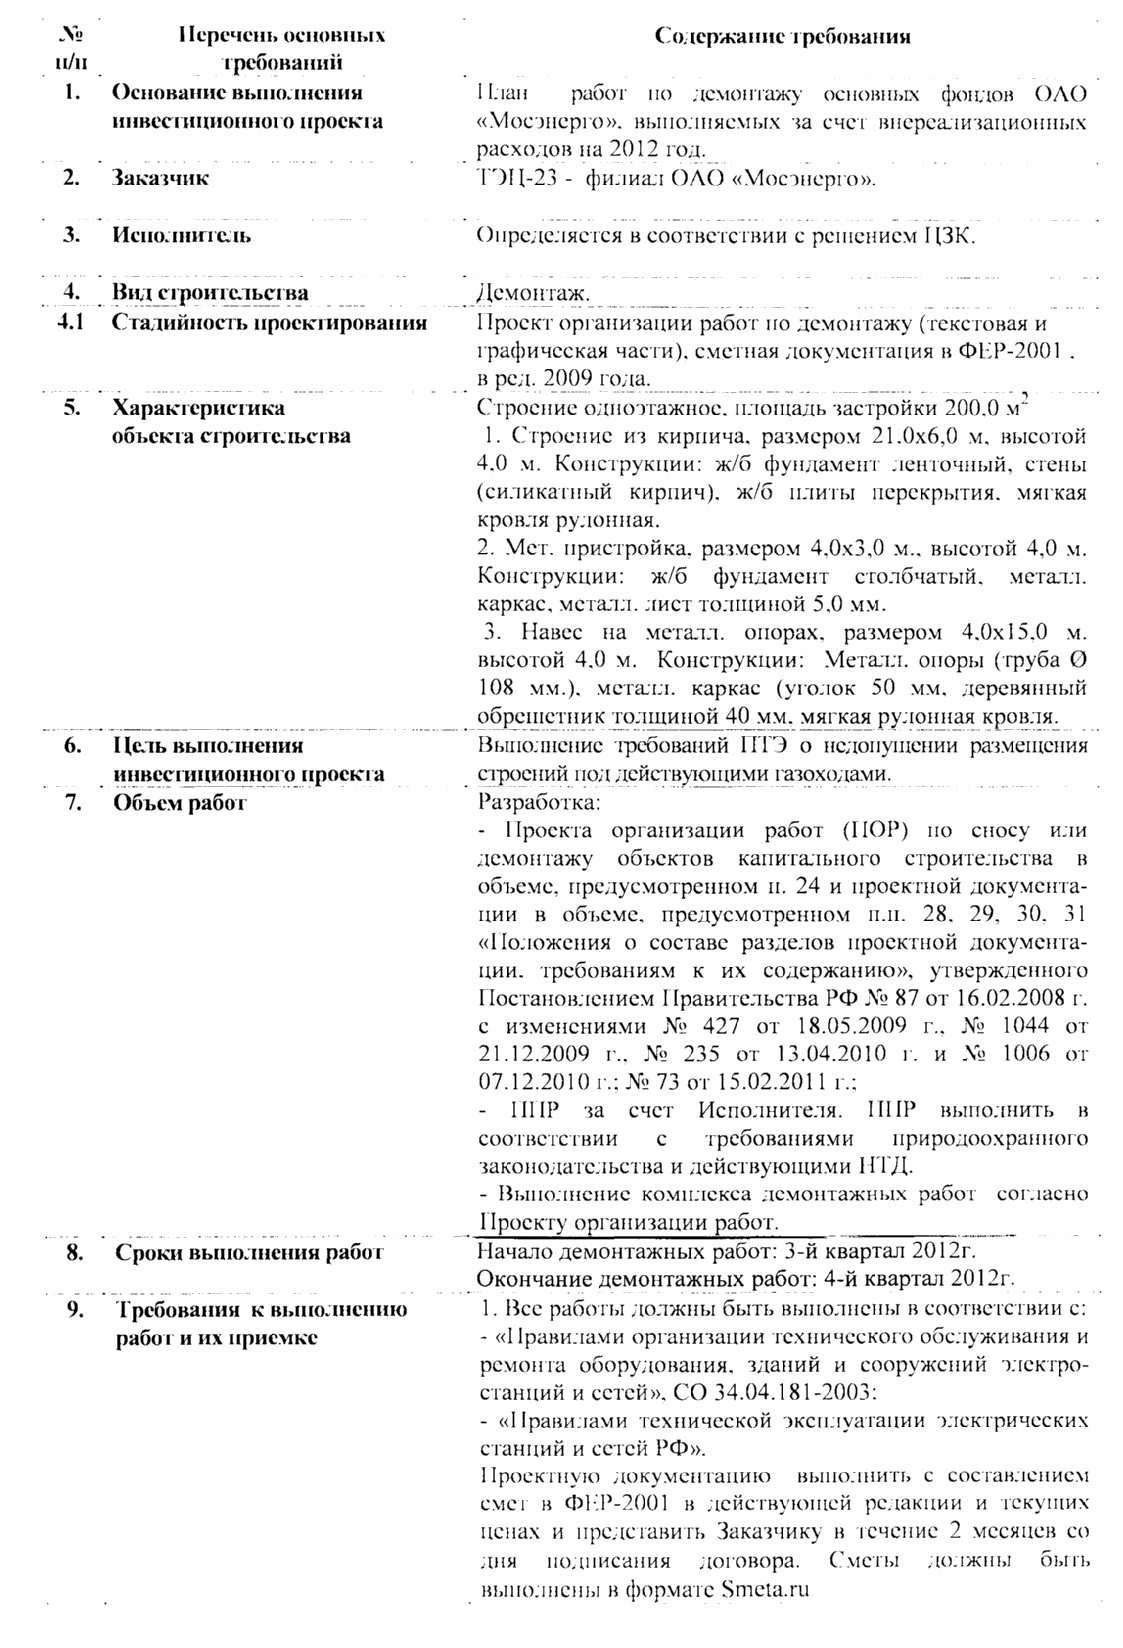 № Перечень основных Содержание требования
п/п требований
1. Основание выполнения План работ по демонтажу основных фондов ОАО
инвестиционного проекта «Мосэнерго», выполняемых за счет внереализационных
расходов на 2012 год.
2. Заказчик ТЭЦ-23 - филиал ОАО «Мосэнерго».
3. Исполнитель Определяется в соответствии с решением ЦЗК.
4. Вид строительства Демонтаж.
4.1 Стадийность проектирования Проект организации работ по демонтажу (текстовая и
графическая части), сметная документация в ФЕР-2001 .
в ред. 2009 года.
5. Характеристика Строение одноэтажное, площадь застройки 200,0 м²
объекта строительства 1. Строение из кирпича, размером 21,0х6,0 м, высотой
4,0 м. Конструкции: ж/б фундамент ленточный, стены
(силикатный кирпич), ж/б плиты перекрытия, мягкая
кровля рулонная.
2. Мет. пристройка, размером 4,0х3,0 м., высотой 4,0 м.
Конструкции: ж/б фундамент столбчатый, металл.
каркас, металл. лист толщиной 5,0 мм.
3. Навес на металл. опорах, размером 4,0х15,0 м.
высотой 4,0 м. Конструкции: Металл. опоры (труба Ø
108 мм.), металл. каркас (уголок 50 мм, деревянный
обрешетник толщиной 40 мм, мягкая рулонная кровля.
6. Цель выполнения Выполнение требований ПТЭ о недопущении размещения
инвестиционного проекта строений под действующими газоходами.
7. Объем работ Разработка:
- Проекта организации работ (ПОР) по сносу или
демонтажу объектов капитального строительства в
объеме, предусмотренном п. 24 и проектной документа-
ции в объеме, предусмотренном п.п. 28, 29, 30, 31
«Положения о составе разделов проектной документа-
ции, требованиям к их содержанию», утвержденного
Постановлением Правительства РФ № 87 от 16.02.2008 г.
с изменениями № 427 от 18.05.2009 г., № 1044 от
21.12.2009 г., № 235 от 13.04.2010 г. и № 1006 от
07.12.2010 г.; № 73 от 15.02.2011 г.;
- ППР за счет Исполнителя. ППР выполнить в
соответствии с требованиями природоохранного
законодательства и действующими НТД.
- Выполнение комплекса демонтажных работ согласно
Проекту организации работ.
8. Сроки выполнения работ Начало демонтажных работ: 3-й квартал 2012г.
Окончание демонтажных работ: 4-й квартал 2012г.
9. Требования к выполнению 1. Все работы должны быть выполнены в соответствии с:
работ и их приемке - «Правилами организации технического обслуживания и
ремонта оборудования, зданий и сооружений электро-
станций и сетей», СО 34.04.181-2003;
- «Правилами технической эксплуатации электрических
станций и сетей РФ».
Проектную документацию выполнить с составлением
смет в ФЕР-2001 в действующей редакции и текущих
ценах и представить Заказчику в течение 2 месяцев со
дня подписания договора. Сметы должны быть
выполнены в формате Smeta.ru